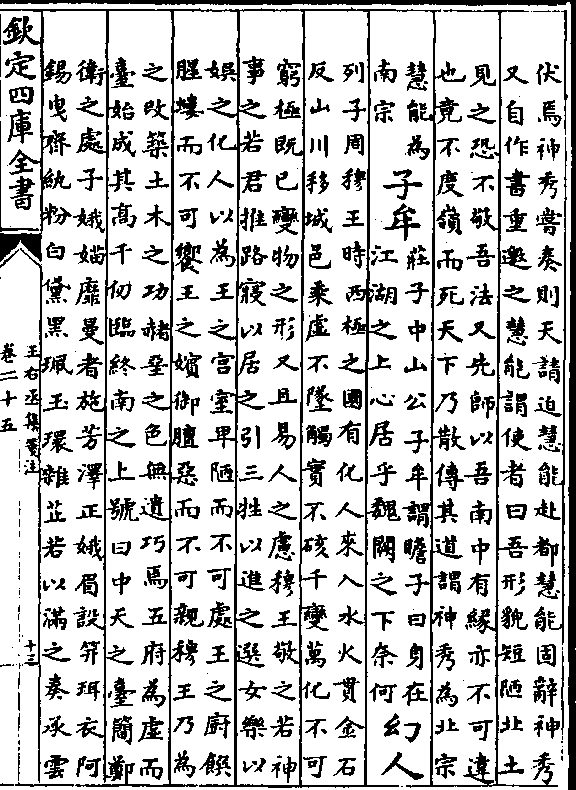 伏焉神秀嘗奏則天請迫慧能赴都慧能固辭神秀
又自作書重邀之慧能謂使者曰吾形貌短陋北土
見之恐不敬吾法又先師以吾南中有緣亦不可違
也竟不度嶺而死天下乃散傳其道謂神秀為北宗
慧能為
南宗
子牟
莊子中山公子牟謂瞻子曰身在
江湖之上心居乎魏闕之下奈何
幻人
列子周穆王時西極之國有化人來入水火貫金石
反山川移城邑乗虚不墜觸實不硋千變萬化不可
窮極既已變物之形又且易人之慮穆王敬之若神
事之若君推路寢以居之引三牲以進之選女樂以
娛之化人以為王之宫室卑陋而不可處王之厨饌
腥螻而不可饗王之嬪御膻惡而不可親穆王乃為
之改築土木之功赭堊之色無遺巧焉五府為虚而
臺始成其髙千仞臨終南之上號曰中天之臺簡鄭
衛之處子娥媌靡曼者施芳澤正娥眉設笄珥衣阿
錫曳齊紈粉白黛黑珮玉環雜芷若以滿之奏承雲
欽定四庫全書
王右丞集箋注
卷二十五
十三